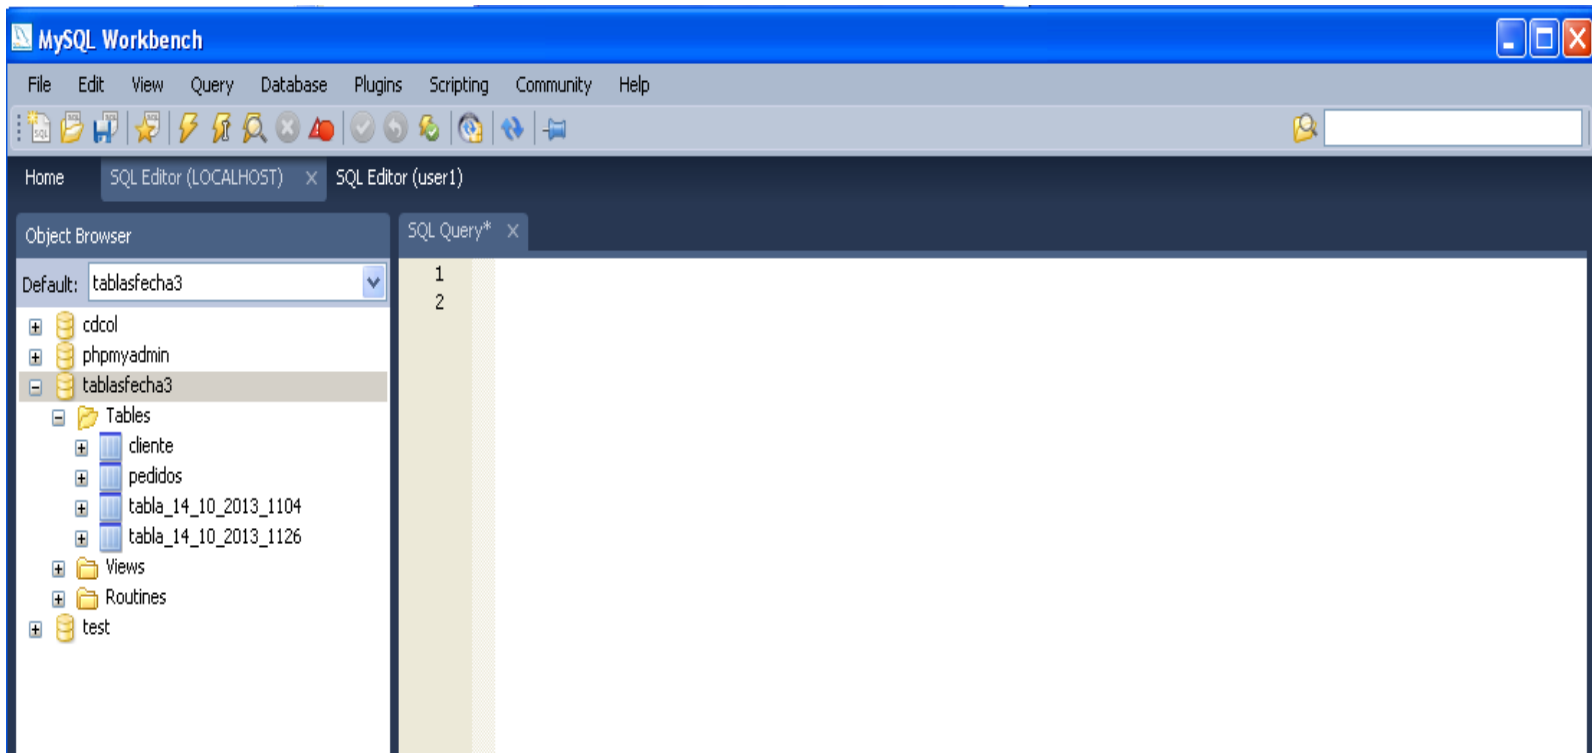 MySQL Workbench
File Edit View Query Database Plugins Scripting Community Help
Home SQL Editor (LOCALHOST) SQL Editor (user1)
Object Browser
SQL Query*
Default: tablasfecha3
1
2
cdcol
phpmyadmin
tablasfecha3
Tables
cliente
pedidos
tabla_14_10_2013_1104
tabla_14_10_2013_1126
Views
Routines
test